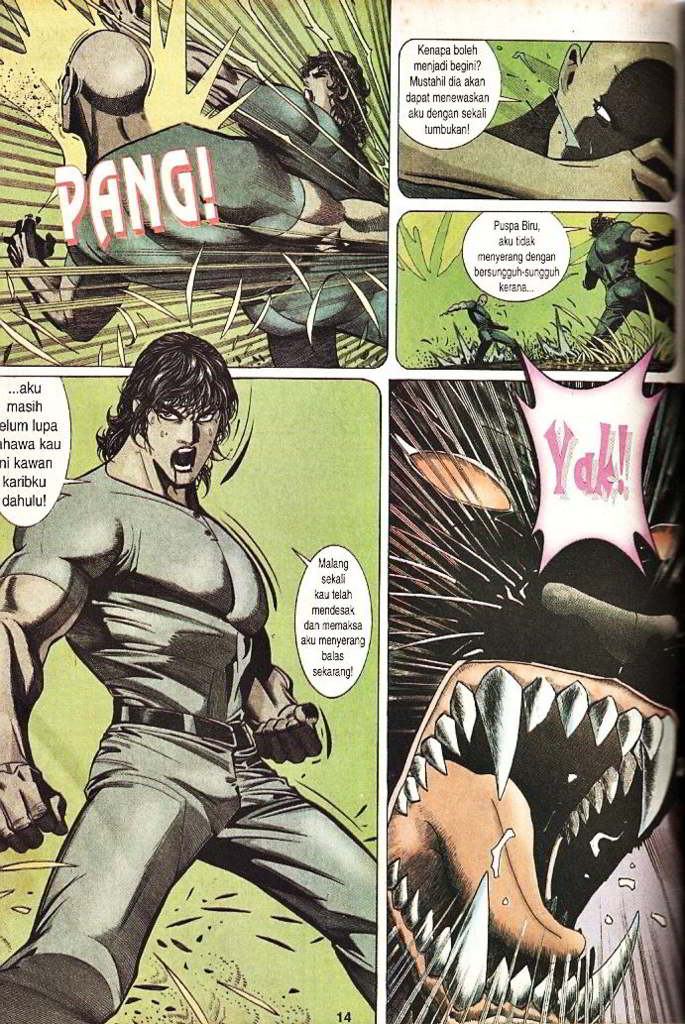 PANG!
Kenapa boleh
menjadi begini?
Mustahil dia akan
dapat menewaskan
aku dengan sekali
tumbukan!
Puspa Biru,
aku tidak
menyerang dengan
bersungguh-sungguh
kerana...
...aku
masih
elum lupa
ahawa kau
ni kawan
karibku
dahulu!
Malang
sekali
kau telah
mendesak
dan memaksa
aku menyerang
balas
sekarang!
Yak!
14